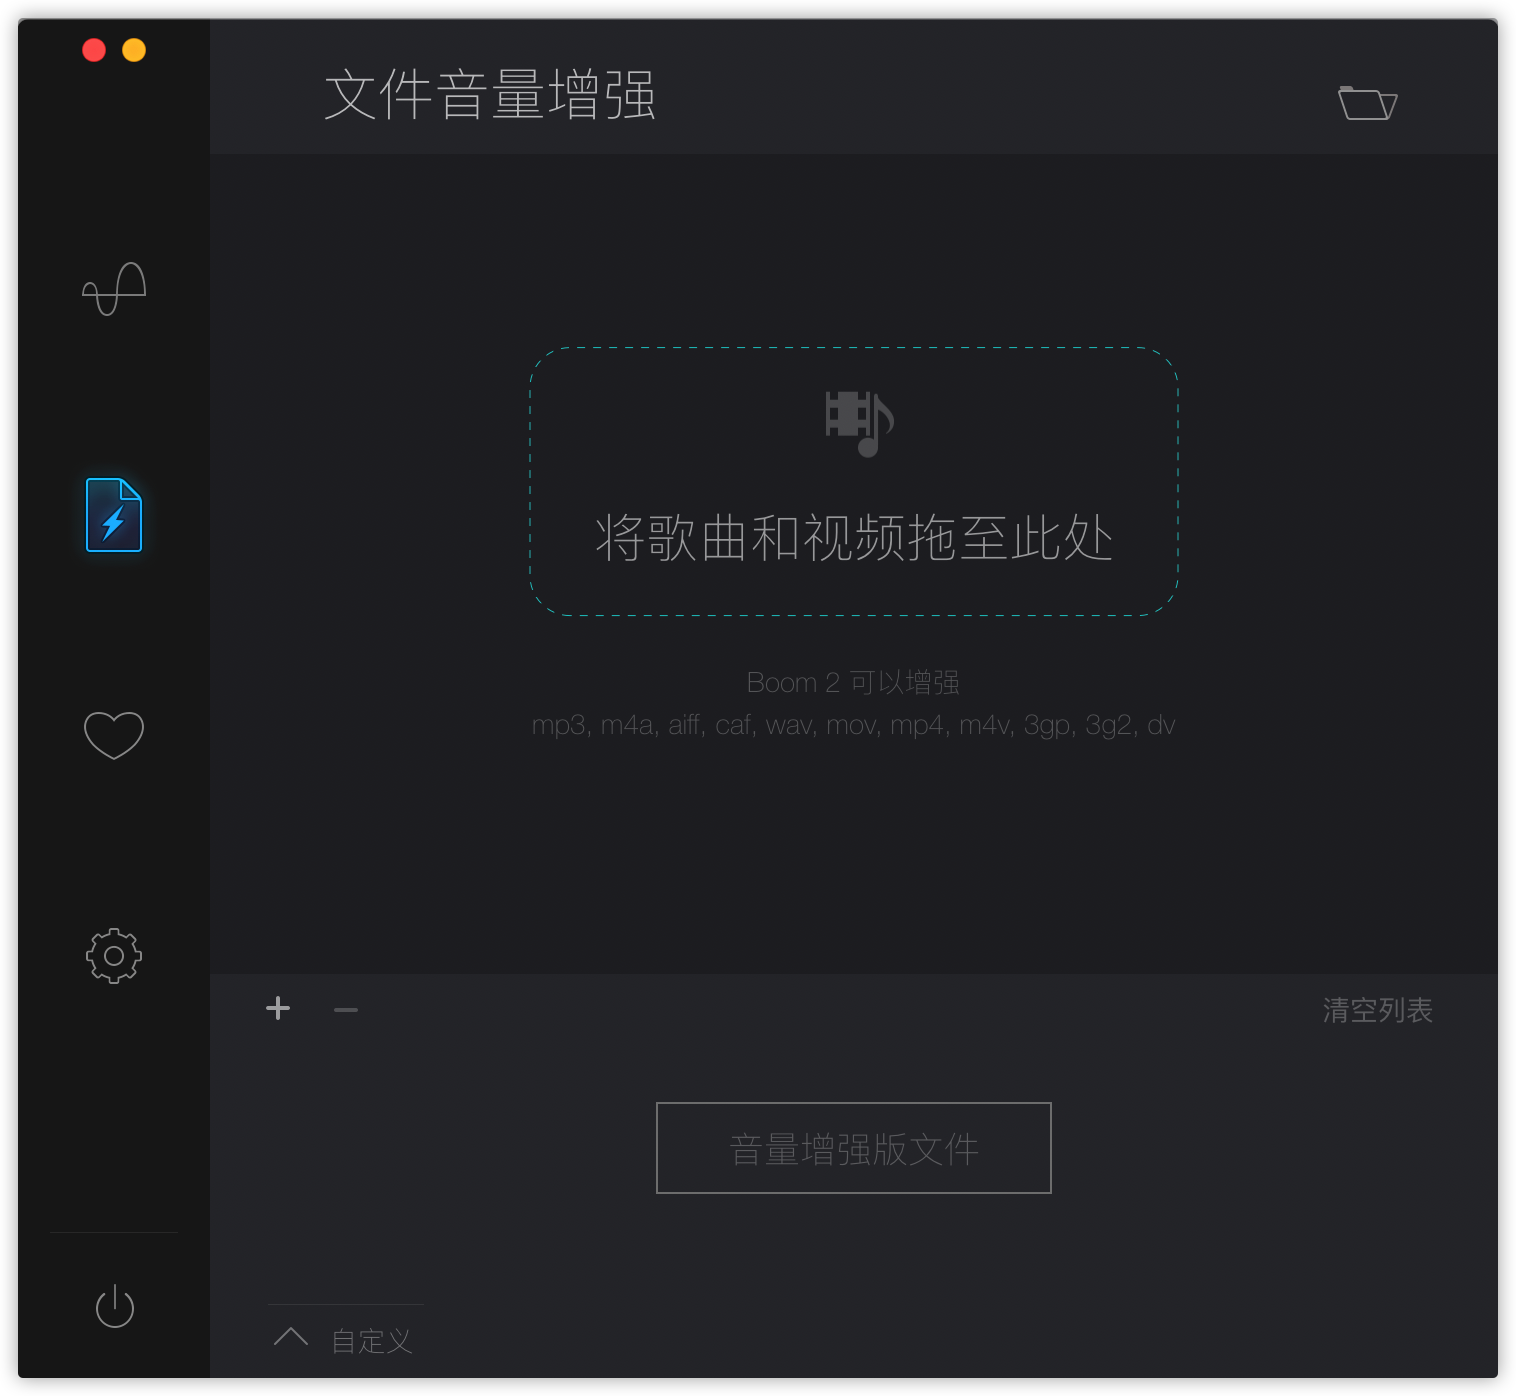 文件音量增强
将歌曲和视频拖至此处
Boom 2 可以增强
mp3, m4a, aiff, caf, wav, mov, mp4, m4v, 3gp, 3g2, dv
清空列表
音量增强版文件
自定义